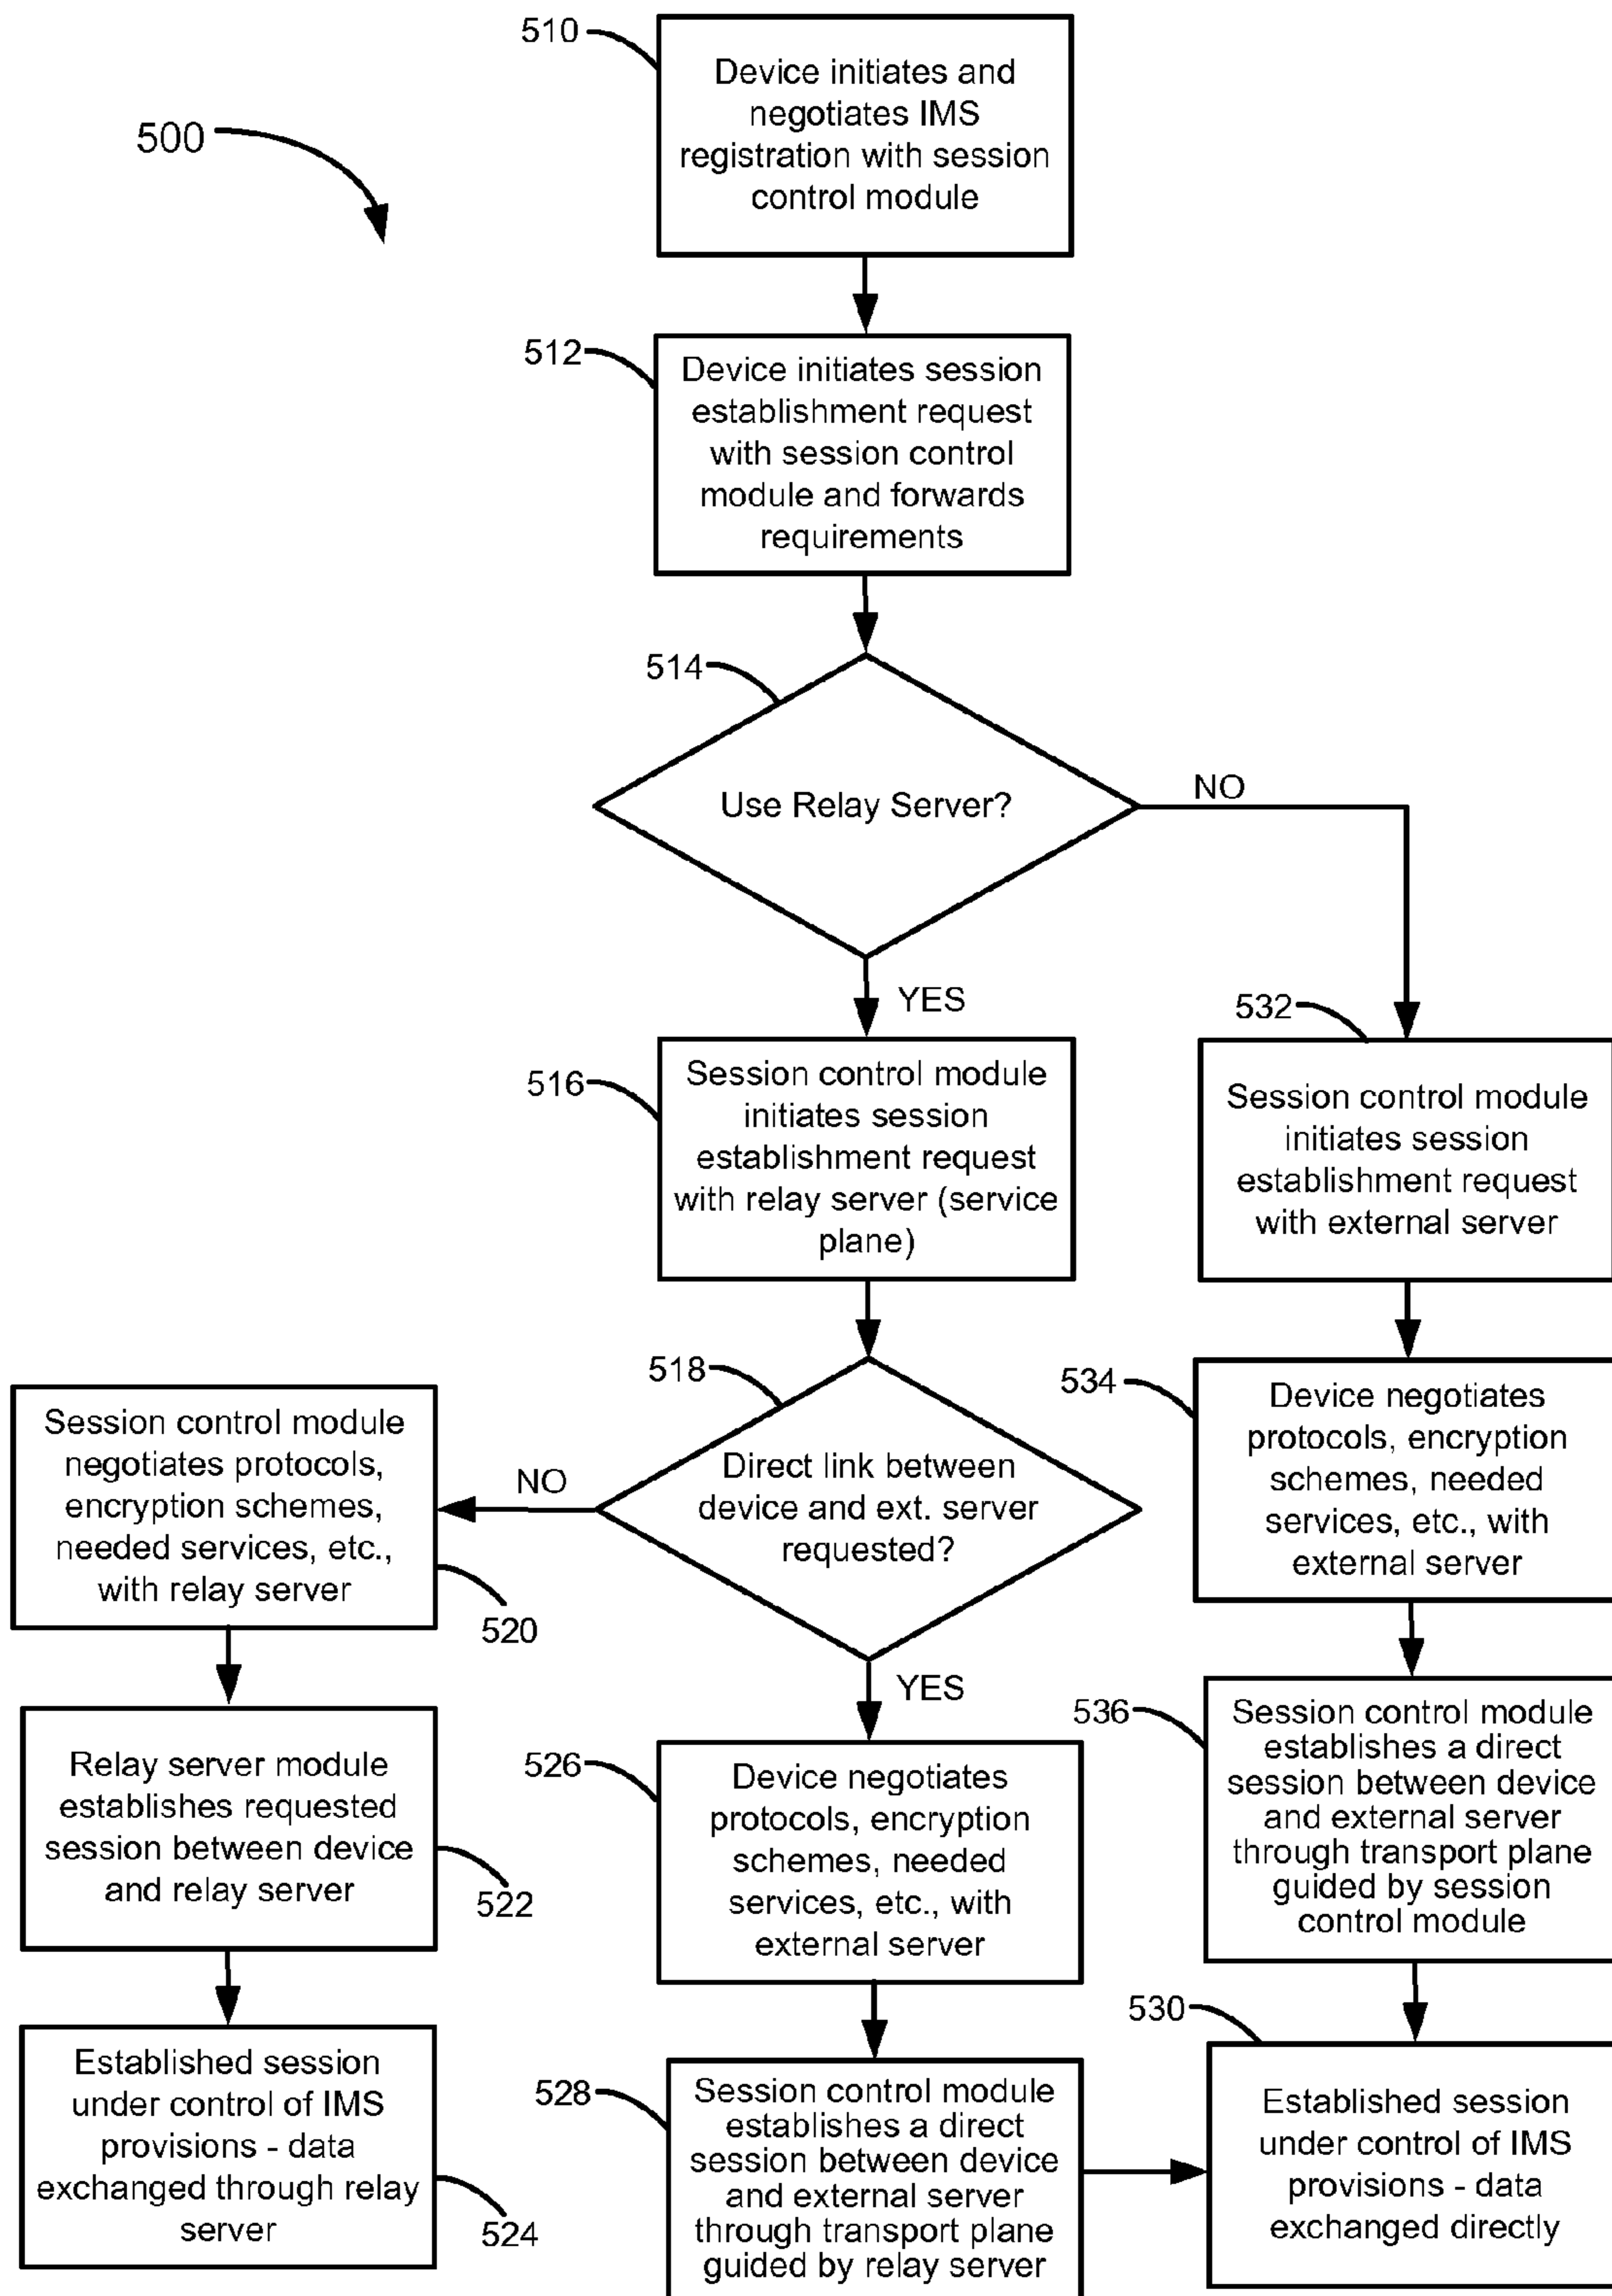 510
Device initiates and
negotiates IMS
registration with session
control module
500
512
Device initiates session
establishment request
with session control
module and forwards
requirements
514
Use Relay Server?
NO
YES
516
Session control module
initiates session
establishment request
with relay server (service
plane)
532
Session control module
initiates session
establishment request
with external server
518
Direct link between
device and ext. server
requested?
NO
YES
Session control module
negotiates protocols,
encryption schemes,
needed services, etc.,
with relay server
520
Relay server module
establishes requested
session between device
and relay server
522
Established session
under control of IMS
provisions - data
exchanged through relay
server
524
526
Device negotiates
protocols, encryption
schemes, needed
services, etc., with
external server
528
Session control module
establishes a direct
session between device
and external server
through transport plane
guided by relay server
534
Device negotiates
protocols, encryption
schemes, needed
services, etc., with
external server
536
Session control module
establishes a direct
session between device
and external server
through transport plane
guided by session
control module
530
Established session
under control of IMS
provisions - data
exchanged directly